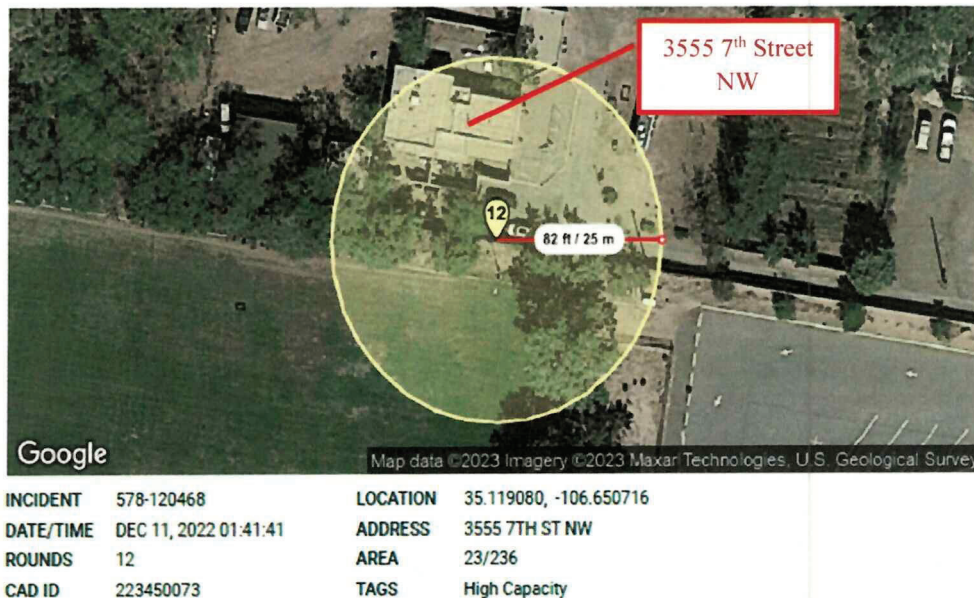 3555 7th Street
NW
12
82 ft / 25 m
Google
Map data ©2023 Imagery ©2023 Maxar Technologies, U.S. Geological Survey
INCIDENT 578-120468 LOCATION 35.119080, -106.650716
DATE/TIME DEC 11, 2022 01:41:41 ADDRESS 3555 7TH ST NW
ROUNDS 12 AREA 23/236
CAD ID 223450073 TAGS High Capacity